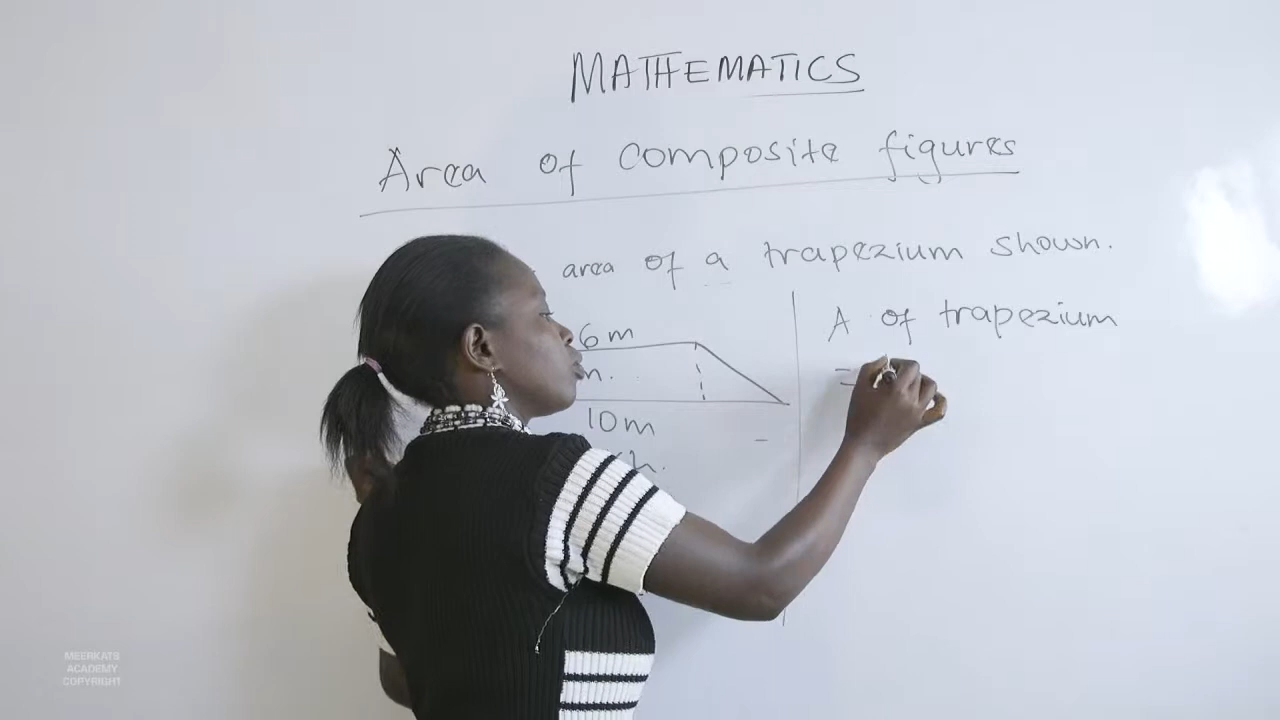 MATHEMATICS
Area of composite figures
area of a trapezium shown.
A of trapezium
6m
10m
=
MEERKATS
ACADEMY
COPYRIGHT